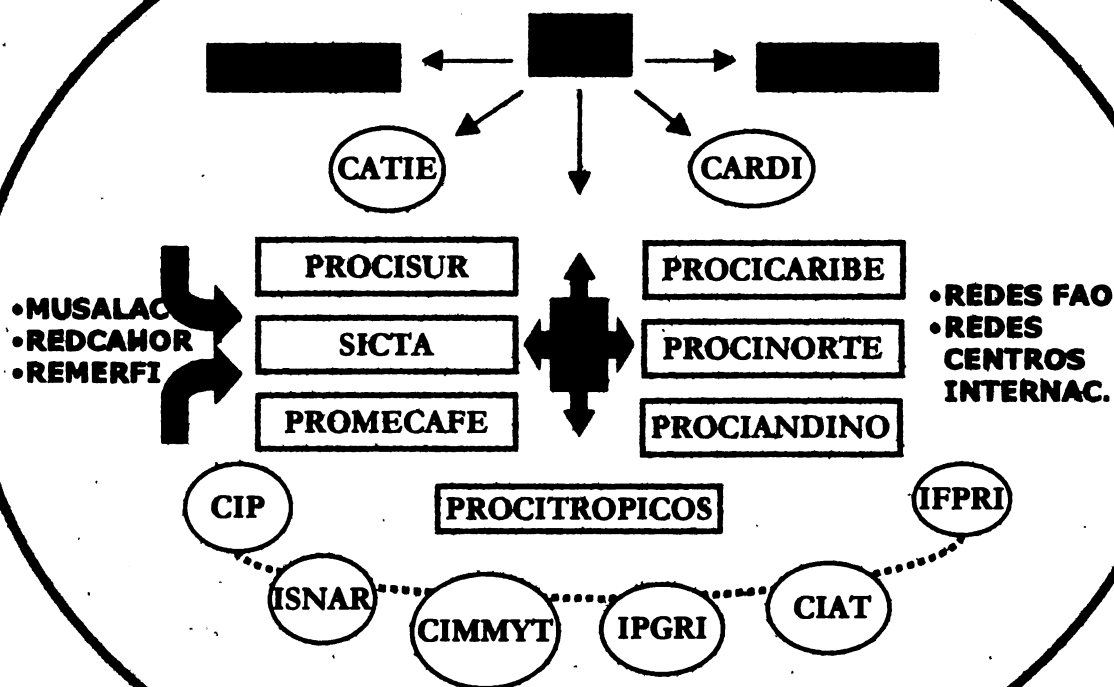 CATIE
CARDI
PROCISUR
PROCICARIBE
•MUSALAC
•REDCAHOR
•REMERFI
SICTA
PROCINORTE
•REDES FAO
•REDES
CENTROS
INTERNAC.
PROMECAFE
PROCIANDINO
CIP
PROCITROPICOS
IFPRI
ISNAR
CIMMYT
IPGRI
CIAT